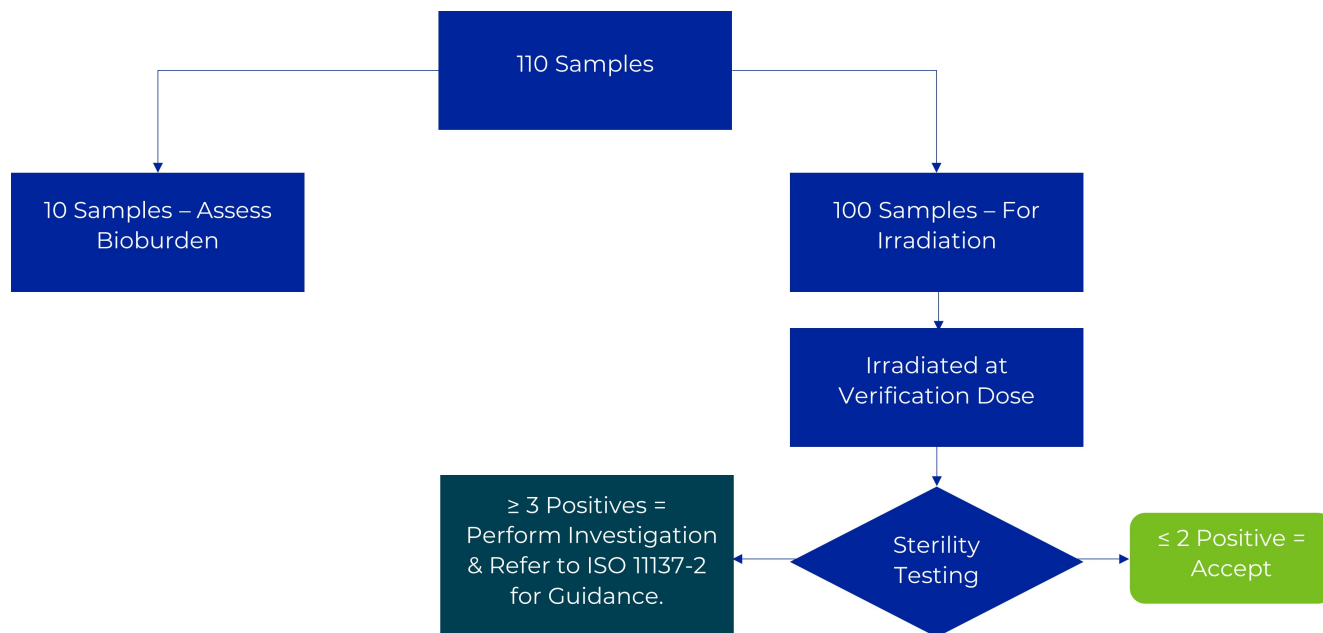 110 Samples
10 Samples – Assess
Bioburden
100 Samples – For
Irradiation
Irradiated at
Verification Dose
≥ 3 Positives =
Perform Investigation
& Refer to ISO 11137-2
for Guidance.
Sterility
Testing
≤ 2 Positive =
Accept